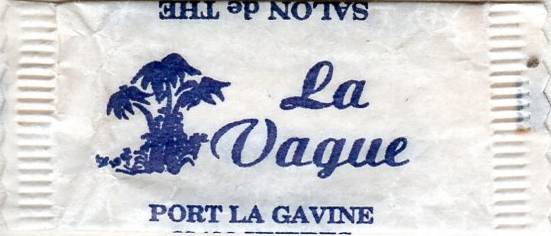 SALON de THE
La
Vague
PORT LA GAVINE